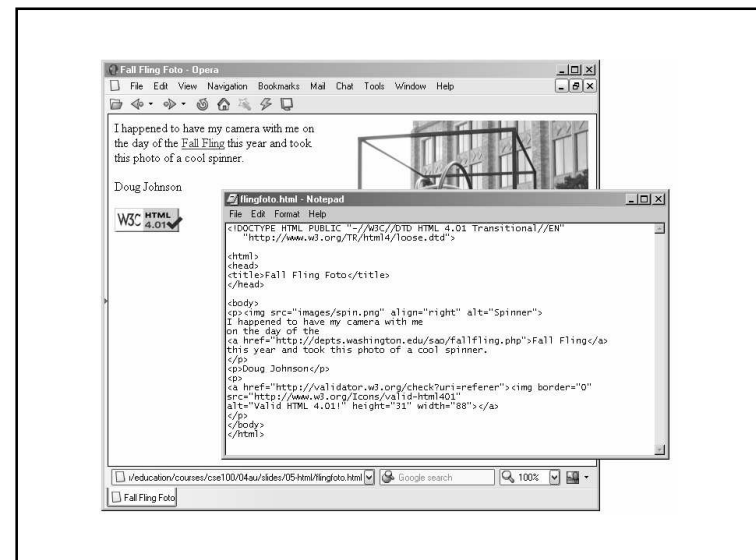 Fall Fling Foto - Opera
File Edit View Navigation Bookmarks Mail Chat Tools Window Help
I happened to have my camera with me on
the day of the Fall Fling this year and took
this photo of a cool spinner.
Doug Johnson
W3C HTML 4.01
flingfoto.html - Notepad
File Edit Format Help
<!DOCTYPE HTML PUBLIC "-//W3C//DTD HTML 4.01 Transitional//EN"
"http://www.w3.org/TR/html4/loose.dtd">
<html>
<head>
<title>Fall Fling Foto</title>
</head>
<body>
<p><img src="images/spin.png" align="right" alt="Spinner">
I happened to have my camera with me
on the day of the
<a href="http://depts.washington.edu/sao/fallfling.php">Fall Fling</a>
this year and took this photo of a cool spinner.
</p>
<p>Doug Johnson</p>
<p>
<a href="http://validator.w3.org/check?uri=referer"><img border="0"
src="http://www.w3.org/Icons/valid-html401"
alt="Valid HTML 4.01!" height="31" width="88"></a>
</p>
</body>
</html>
i/education/courses/cse100/04au/slides/05-html/flingfoto.html Google search 100%
Fall Fling Foto